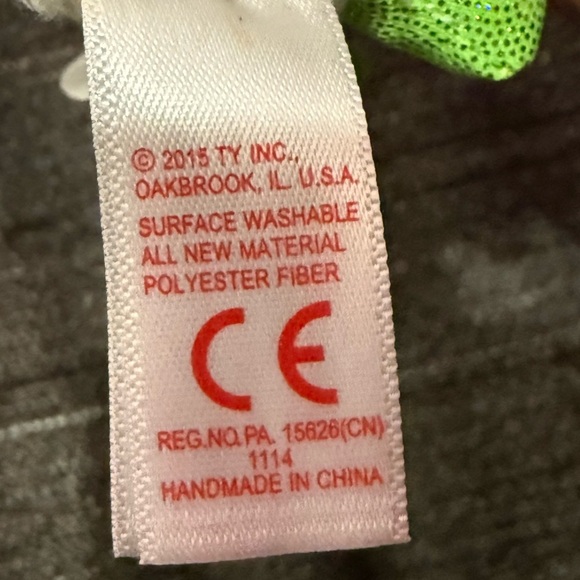 © 2015 TY INC.,
OAKBROOK, IL. U.S.A.
SURFACE WASHABLE
ALL NEW MATERIAL
POLYESTER FIBER
CE
REG.NO.PA. 15626(CN)
1114
HANDMADE IN CHINA